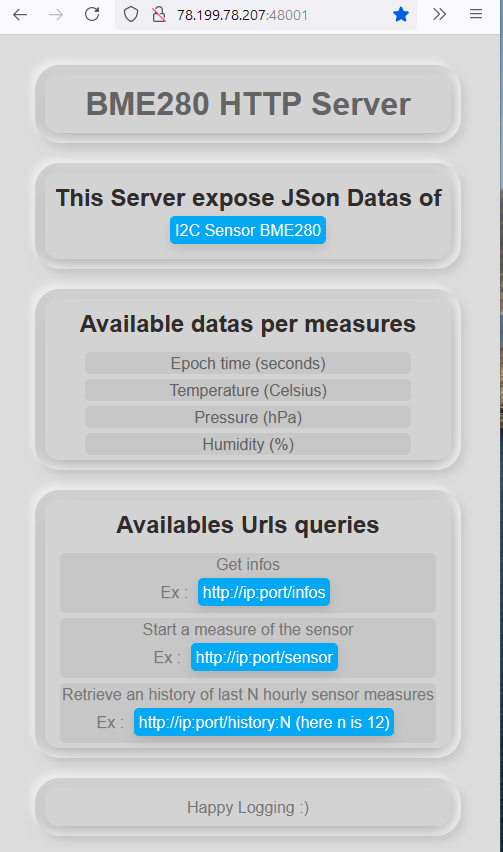 78.199.78.207:48001
BME280 HTTP Server
This Server expose JSon Datas of
I2C Sensor BME280
Available datas per measures
Epoch time (seconds)
Temperature (Celsius)
Pressure (hPa)
Humidity (%)
Availables Urls queries
Get infos
Ex : http://ip:port/infos
Start a measure of the sensor
Ex : http://ip:port/sensor
Retrieve an history of last N hourly sensor measures
Ex : http://ip:port/history:N (here n is 12)
Happy Logging :)